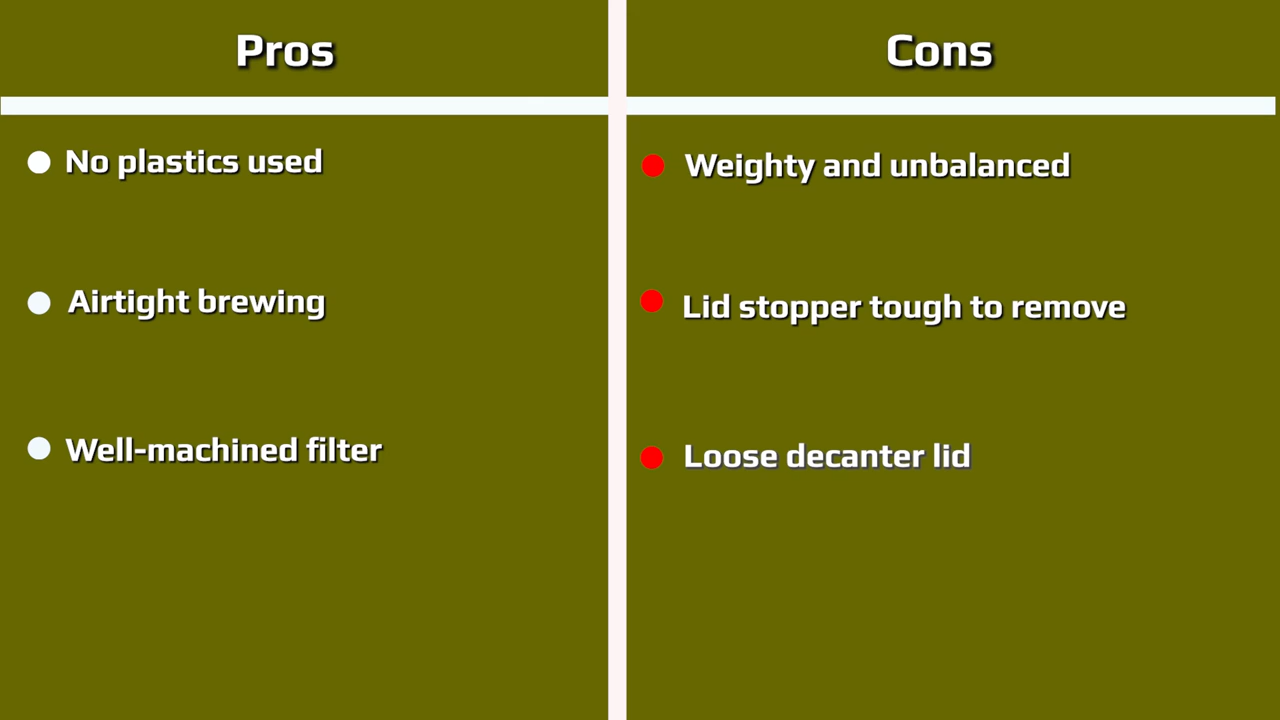 Pros
No plastics used
Airtight brewing
Well-machined filter
Cons
Weighty and unbalanced
Lid stopper tough to remove
Loose decanter lid